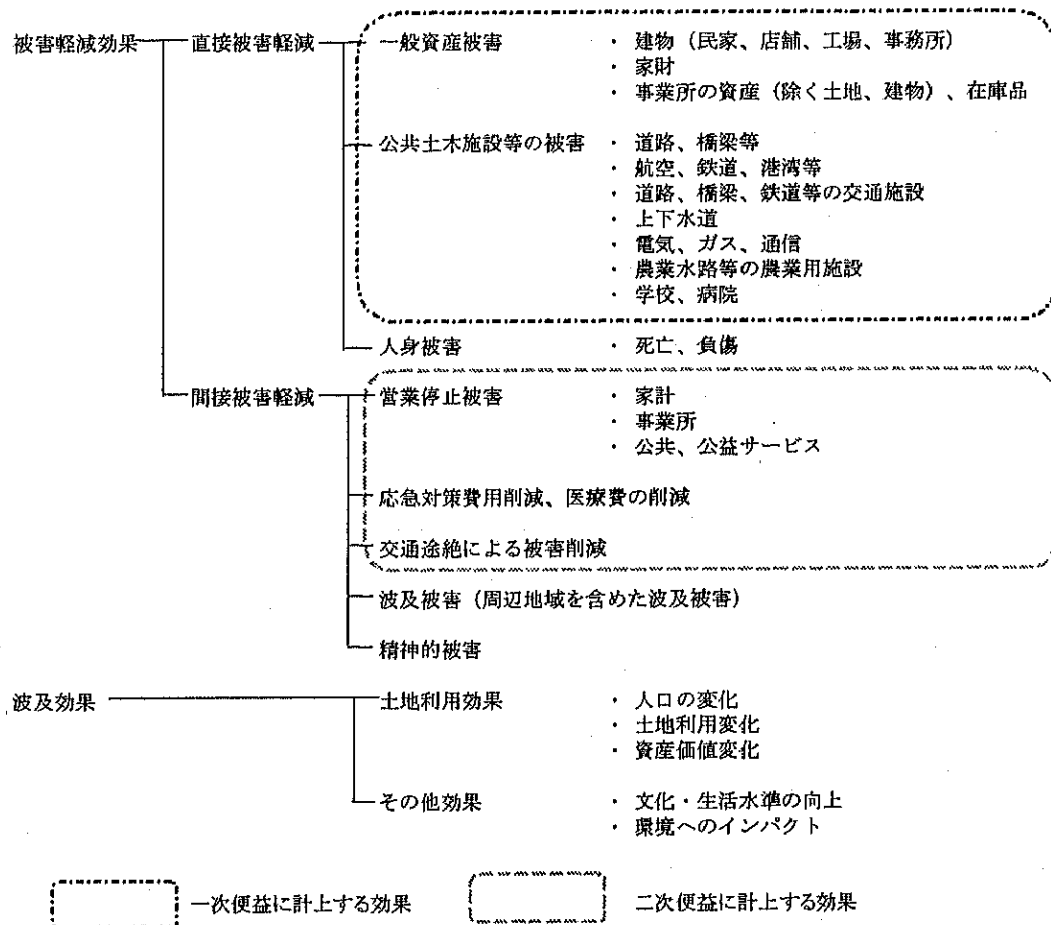 被害軽減効果 直接被害軽減 一般資産被害 ・ 建物（民家、店舗、工場、事務所）
・ 家財
・ 事業所の資産（除く土地、建物）、在庫品
公共土木施設等の被害 ・ 道路、橋梁等
・ 航空、鉄道、港湾等
・ 道路、橋梁、鉄道等の交通施設
・ 上下水道
・ 電気、ガス、通信
・ 農業水路等の農業用施設
・ 学校、病院
人身被害 ・ 死亡、負傷
間接被害軽減 営業停止被害 ・ 家計
・ 事業所
・ 公共、公益サービス
応急対策費用削減、医療費の削減
交通途絶による被害削減
波及被害（周辺地域を含めた波及被害）
精神的被害
波及効果 土地利用効果 ・ 人口の変化
・ 土地利用変化
・ 資産価値変化
その他効果 ・ 文化・生活水準の向上
・ 環境へのインパクト
一次便益に計上する効果 二次便益に計上する効果